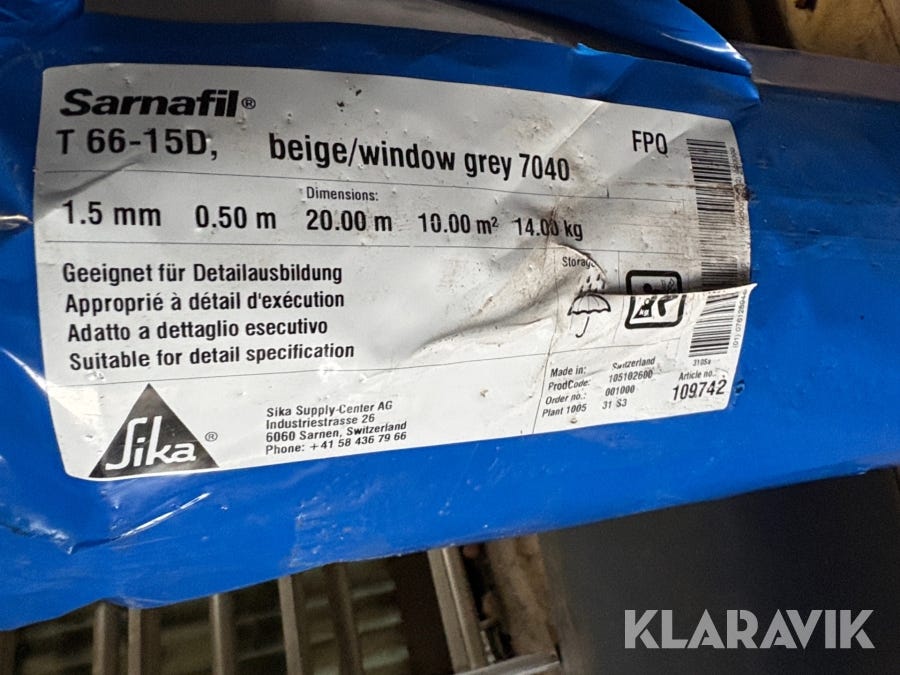 Sarnafil®
T 66-15D, beige/window grey 7040 FPO
Dimensions:
1.5 mm 0.50 m 20.00 m 10.00 m² 14.00 kg
Geeignet für Detailausbildung
Approprié à détail d'exécution
Adatto a dettaglio esecutivo
Suitable for detail specification
Storage
Sika®
Sika Supply-Center AG
Industriestrasse 26
6060 Sarnen, Switzerland
Phone: +41 58 436 79 66
Made in: Switzerland
ProdCode: 105102600
Order no.: 001000
Plant 1005 31 S3
Article no.:
109742
KLARAVIK